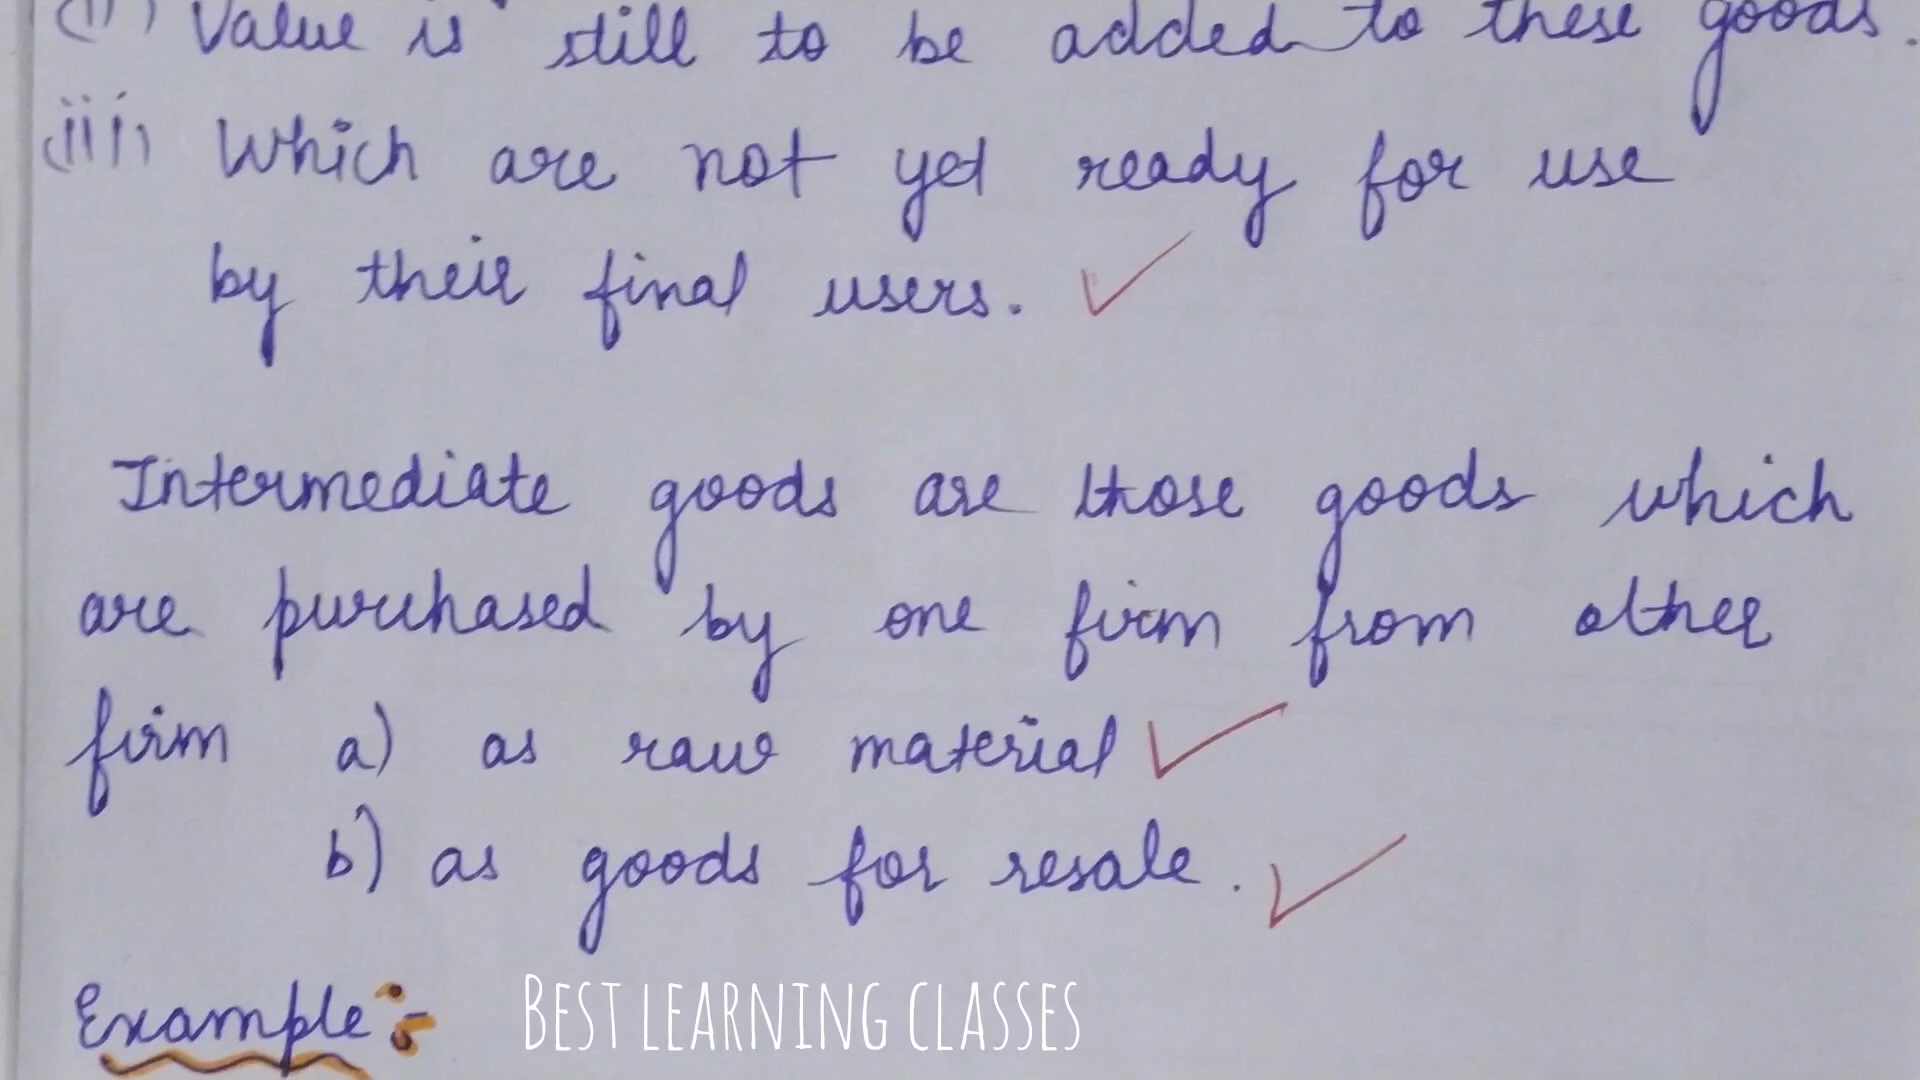 (ii) Value is still to be added to these goods.
(iii) Which are not yet ready for use
by their final users.
Intermediate goods are those goods which
are purchased by one firm from other
firm a) as raw material
b) as goods for resale.
Example :-
BEST LEARNING CLASSES